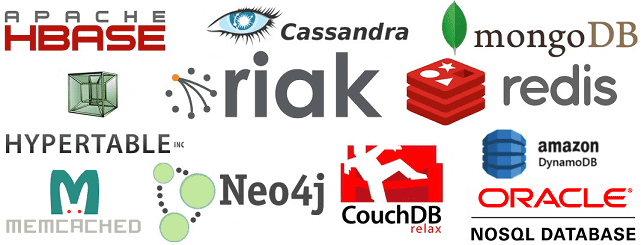 APACHE
HBASE
Cassandra
mongoDB
riak
redis
HYPERTABLE INC
amazon
DynamoDB
MEMCACHED
Neo4j
CouchDB
relax
ORACLE®
NOSQL DATABASE